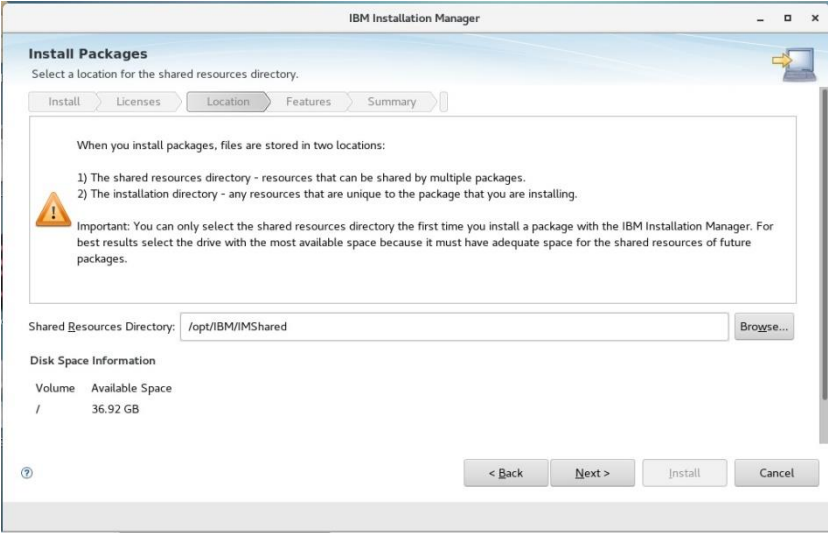 IBM Installation Manager
Install Packages
Select a location for the shared resources directory.
Install Licenses Location Features Summary
When you install packages, files are stored in two locations:
1) The shared resources directory - resources that can be shared by multiple packages.
2) The installation directory - any resources that are unique to the package that you are installing.
Important: You can only select the shared resources directory the first time you install a package with the IBM Installation Manager. For
best results select the drive with the most available space because it must have adequate space for the shared resources of future
packages.
Shared Resources Directory: /opt/IBM/IMShared Browse...
Disk Space Information
Volume Available Space
/ 36.92 GB
< Back Next > Install Cancel